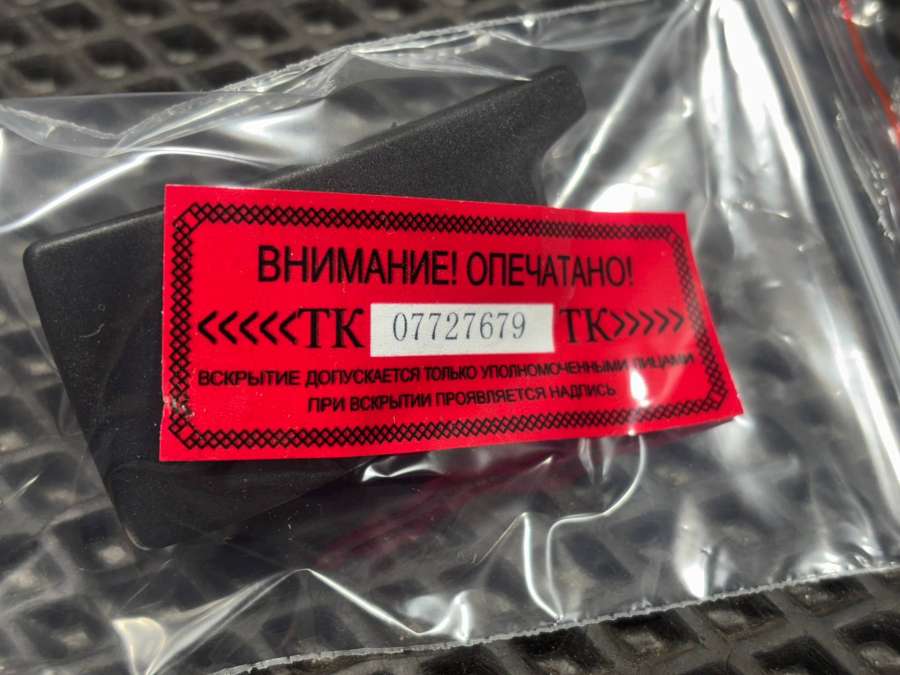 ВНИМАНИЕ! ОПЕЧАТАНО!
<<<<<ТК 07727679 ТК>>>>>
ВСКРЫТИЕ ДОПУСКАЕТСЯ ТОЛЬКО УПОЛНОМОЧЕННЫМИ ЛИЦАМИ
ПРИ ВСКРЫТИИ ПРОЯВЛЯЕТСЯ НАДПИСЬ